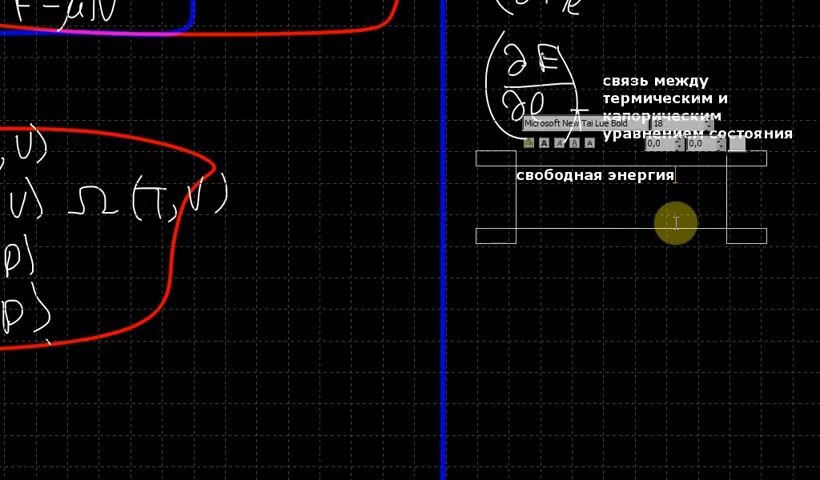 F - μN
(∂E
∂θ)
связь между
термическим и
калорическим
уравнением состояния
Microsoft New Tai Lue Bold 18
A A A A
0,0 0,0
, V)
свободная энергия
V) Ω (T, V)
p)
p)